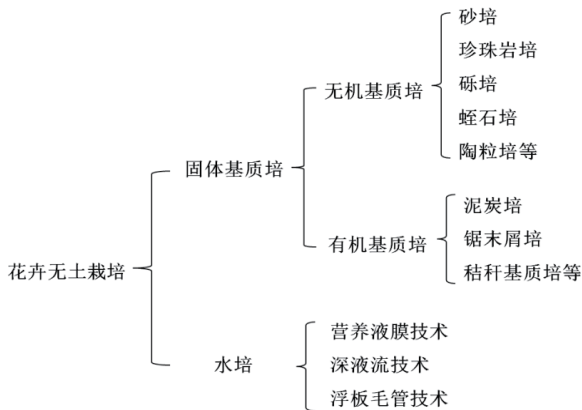 砂培
珍珠岩培
无机基质培
砾培
蛭石培
陶粒培等
固体基质培
泥炭培
有机基质培
锯末屑培
秸秆基质培等
花卉无土栽培
营养液膜技术
水培
深液流技术
浮板毛管技术